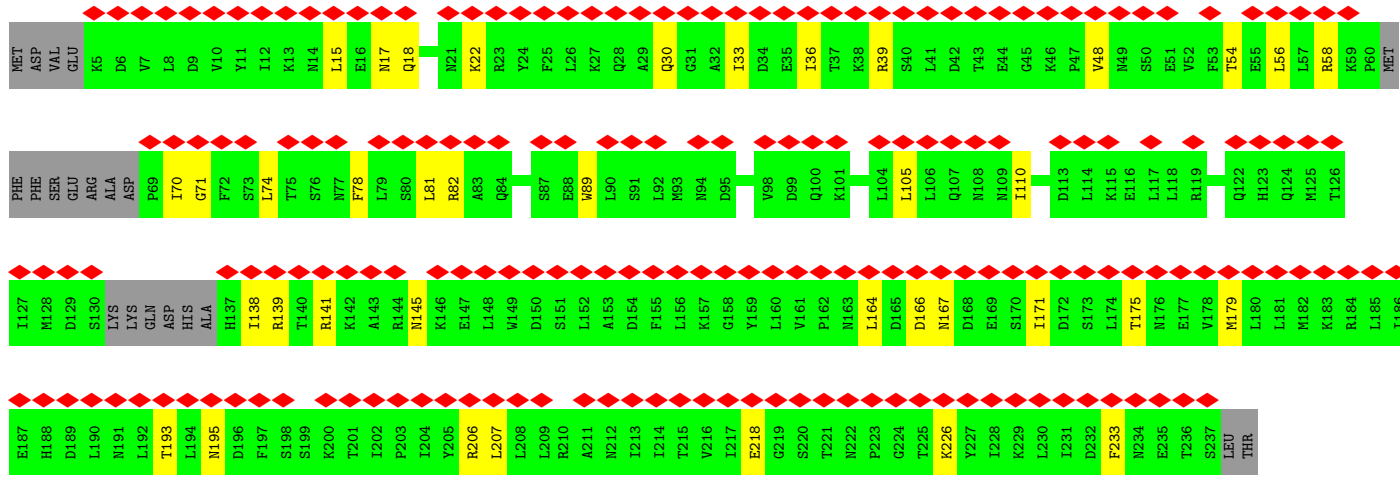 MET ASP VAL GLU K5 D6 V7 L8 D9 V10 Y11 I12 K13 N14 L15 E16 N17 Q18 N21 K22 R23 Y24 F25 L26 K27 Q28 A29 Q30 G31 A32 I33 D34 E35 I36 T37 K38 R39 S40 L41 D42 T43 E44 G45 K46 P47 V48 N49 S50 E51 V52 F53 T54 E55 L56 L57 R58 K59 P60 MET
PHE PHE SER GLU ARG ALA ASP P69 I70 G71 F72 S73 L74 T75 S76 N77 F78 L79 S80 L81 R82 A83 Q84 S87 E88 W89 L90 S91 L92 M93 N94 D95 V98 D99 Q100 K101 L104 L105 L106 Q107 N108 N109 I110 D113 L114 K115 E116 L117 L118 R119 Q122 H123 Q124 M125 T126
I127 M128 D129 S130 LYS LYS GLN ASP HIS ALA H137 I138 R139 T140 R141 K142 A143 R144 N145 K146 E147 L148 W149 D150 S151 L152 A153 D154 F155 L156 K157 G158 Y159 L160 V161 P162 N163 L164 D165 D166 N167 D168 E169 S170 I171 D172 S173 L174 T175 N176 E177 V178 M179 L180 L181 M182 K183 R184 L185 I186
E187 H188 D189 L190 N191 L192 T193 L194 N195 D196 F197 S198 S199 K200 T201 I202 P203 I204 Y205 R206 L207 L208 L209 R210 A211 N212 I213 I214 T215 V216 I217 E218 G219 S220 T221 N222 P223 G224 T225 K226 Y227 I228 K229 L230 I231 D232 F233 N234 E235 T236 S237 LEU THR